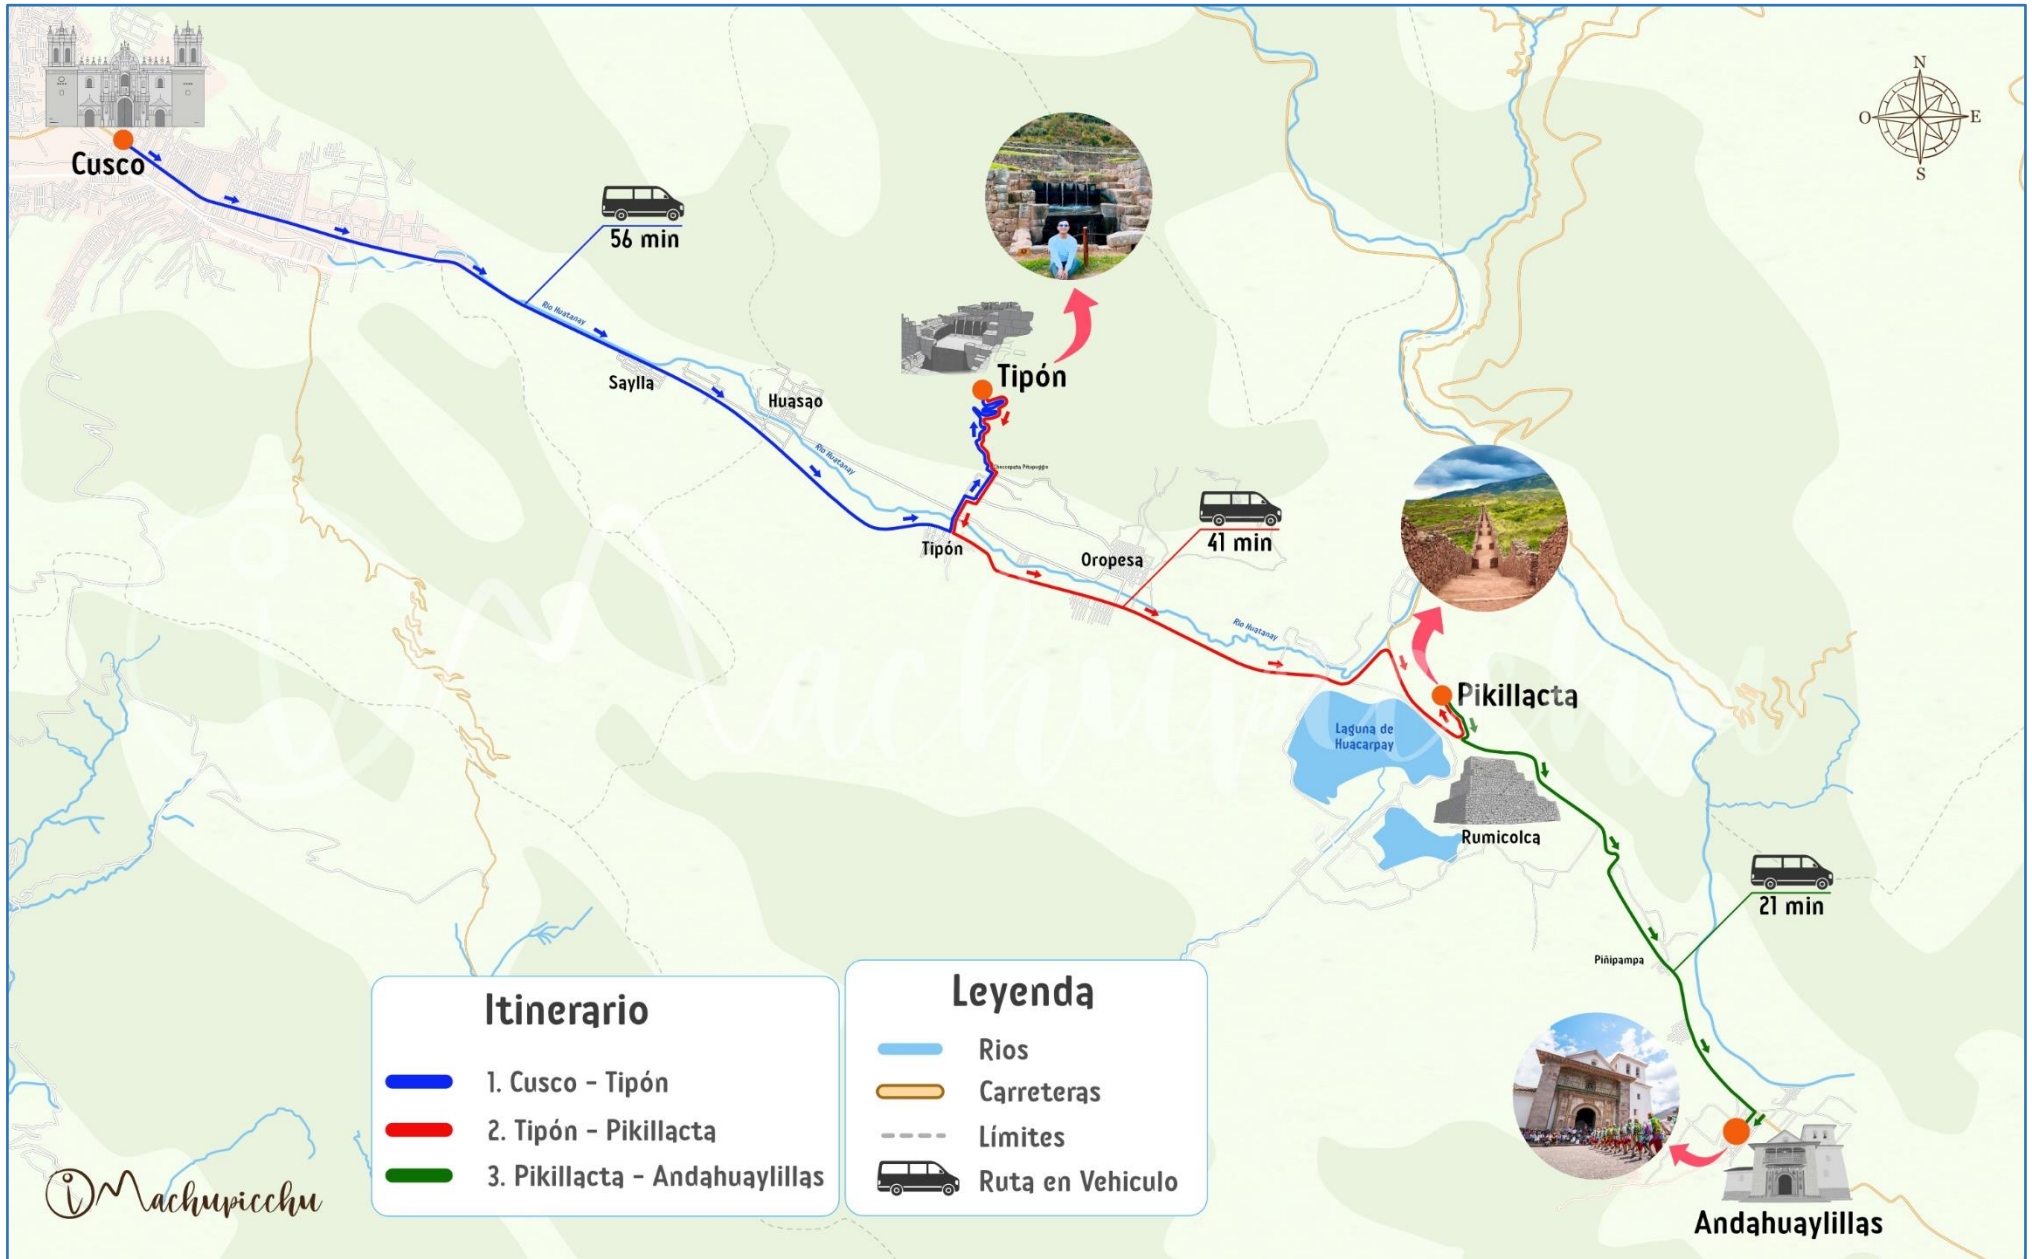 N
O
E
S
Cusco
56 min
Rio Huatanay
Saylla
Huasao
Rio Huatanay
Tipón
Tipón
Oropesa
41 min
Rio Huatanay
Pikillacta
Laguna de
Huacarpay
Rumicolca
21 min
Piñipampa
Andahuaylillas
Itinerario
1. Cusco - Tipón
2. Tipón - Pikillacta
3. Pikillacta - Andahuaylillas
Leyenda
Rios
Carreteras
Límites
Ruta en Vehiculo
iMachupicchu
iMachupicchu